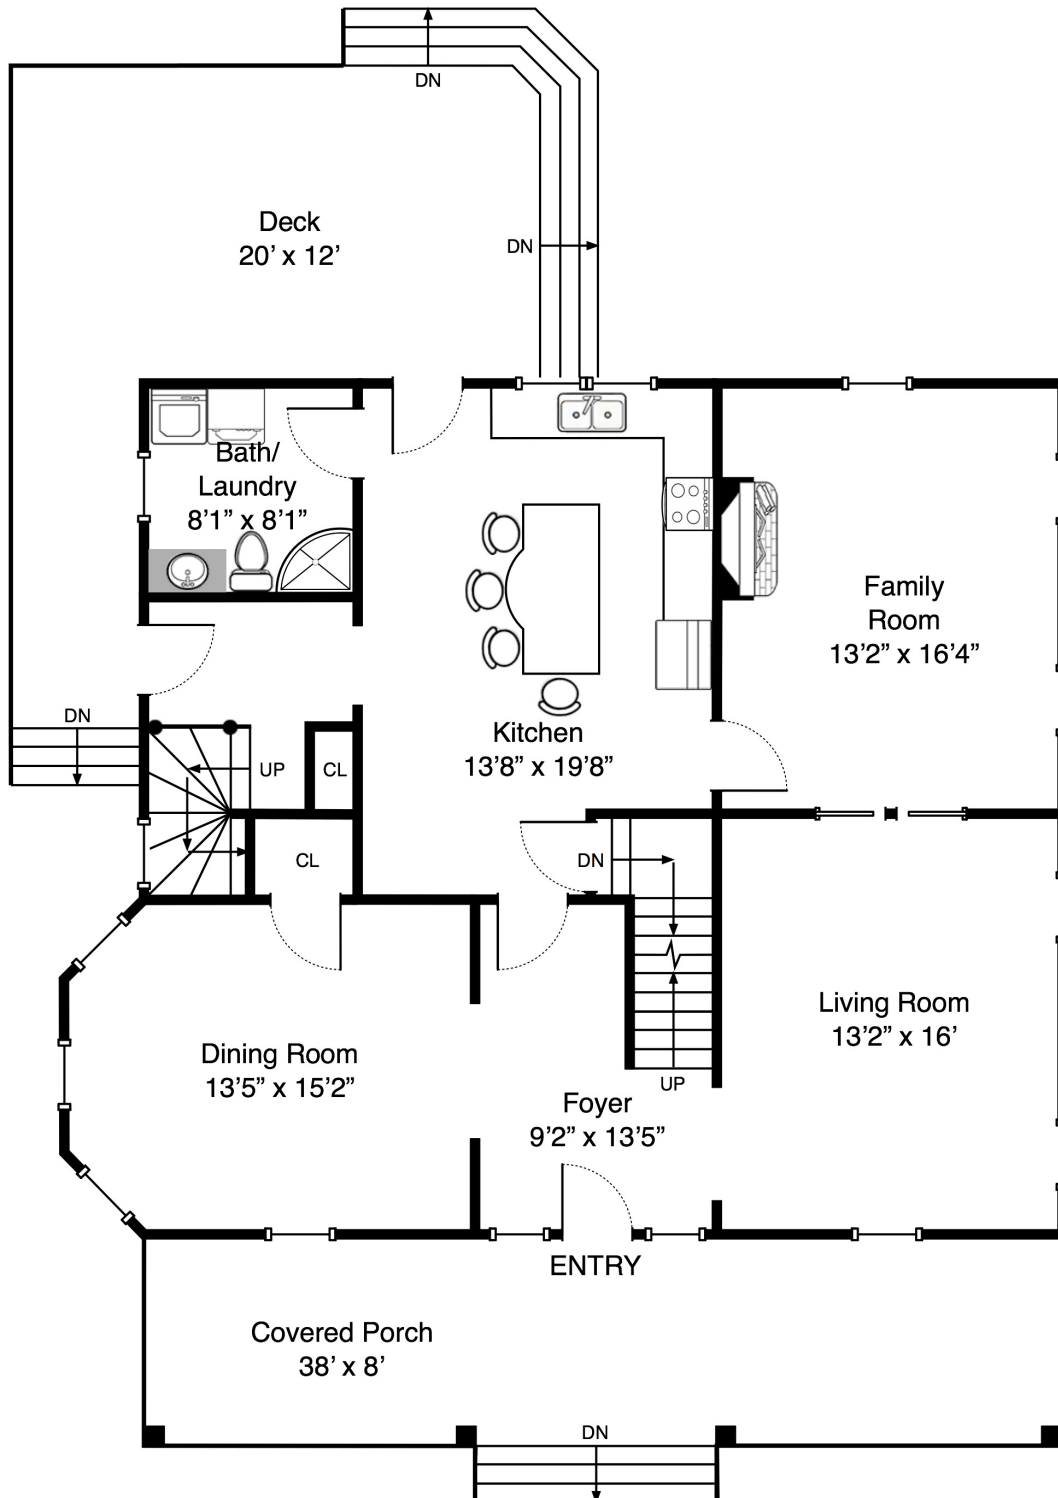 DN
Deck
20’ x 12’
DN
Bath/
Laundry
8’1” x 8’1”
Family
Room
13’2” x 16’4”
DN
Kitchen
13’8” x 19’8”
UP
CL
CL
DN
Living Room
13’2” x 16’
Dining Room
13’5” x 15’2”
UP
Foyer
9’2” x 13’5”
ENTRY
Covered Porch
38’ x 8’
DN